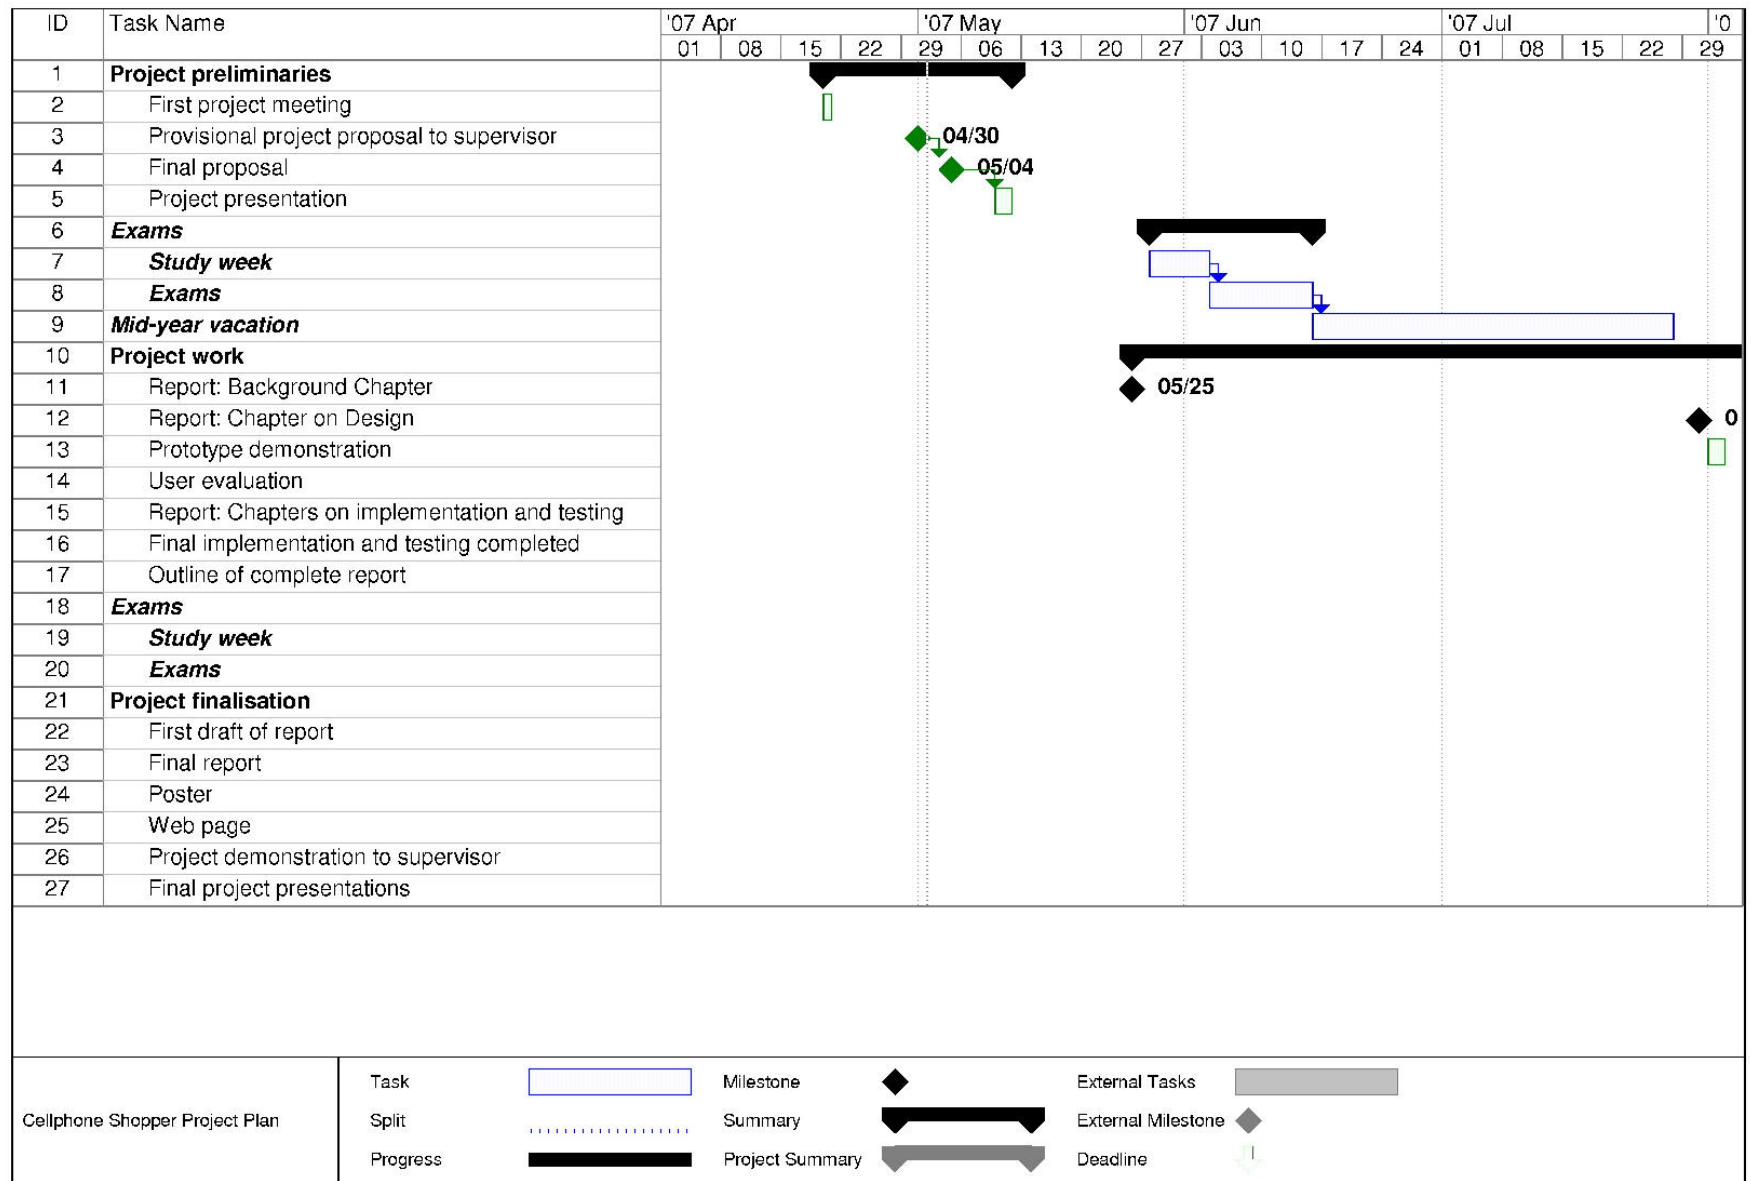 ID Task Name '07 Apr '07 May '07 Jun '07 Jul '0
01 08 15 22 29 06 13 20 27 03 10 17 24 01 08 15 22 29
1 Project preliminaries
2 First project meeting
3 Provisional project proposal to supervisor 04/30
4 Final proposal 05/04
5 Project presentation
6 Exams
7 Study week
8 Exams
9 Mid-year vacation
10 Project work
11 Report: Background Chapter 05/25
12 Report: Chapter on Design 0
13 Prototype demonstration
14 User evaluation
15 Report: Chapters on implementation and testing
16 Final implementation and testing completed
17 Outline of complete report
18 Exams
19 Study week
20 Exams
21 Project finalisation
22 First draft of report
23 Final report
24 Poster
25 Web page
26 Project demonstration to supervisor
27 Final project presentations
Cellphone Shopper Project Plan
Task Milestone External Tasks
Split Summary External Milestone
Progress Project Summary Deadline